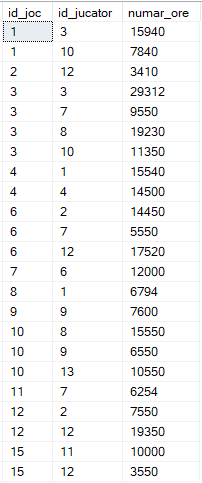 id_joc id_jucator numar_ore
1 3 15940
1 10 7840
2 12 3410
3 3 29312
3 7 9550
3 8 19230
3 10 11350
4 1 15540
4 4 14500
6 2 14450
6 7 5550
6 12 17520
7 6 12000
8 1 6794
9 9 7600
10 8 15550
10 9 6550
10 13 10550
11 7 6254
12 2 7550
12 12 19350
15 11 10000
15 12 3550